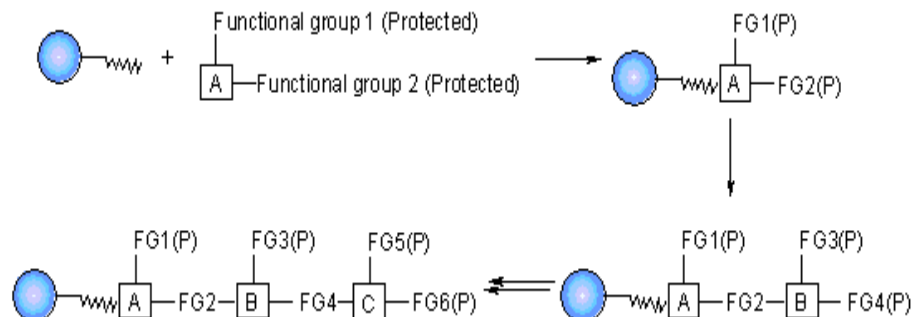 Functional group 1 (Protected)
+
A
Functional group 2 (Protected)
FG1(P)
A
FG2(P)
FG1(P)
FG3(P)
FG5(P)
A
FG2
B
FG4
C
FG6(P)
FG1(P)
FG3(P)
A
FG2
B
FG4(P)